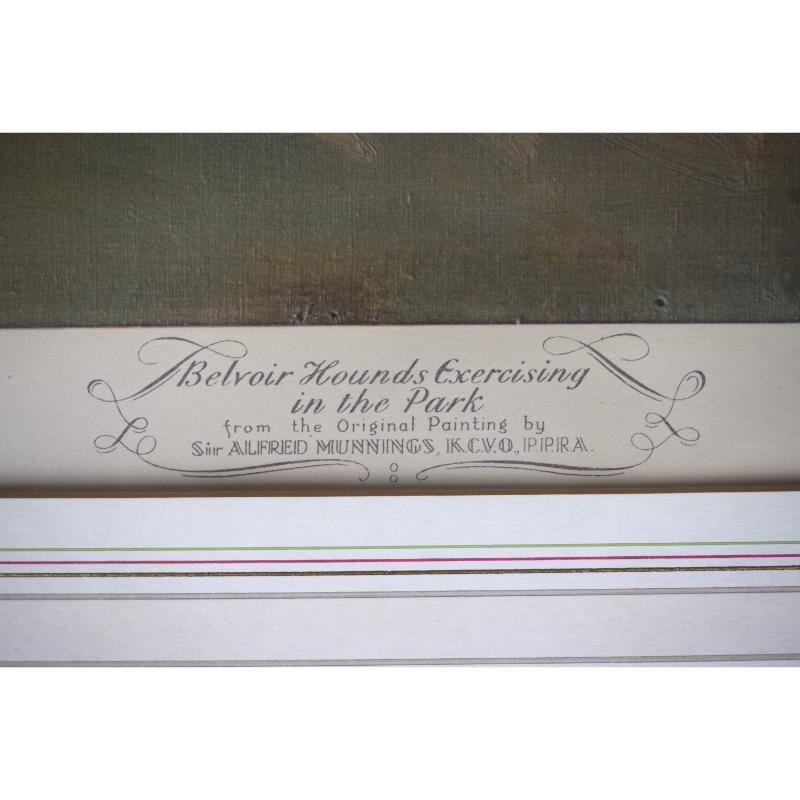 Belvoir Hounds Exercising
in the Park
from the Original Painting by
Sir ALFRED MUNNINGS, K.C.V.O., P.P.R.A.